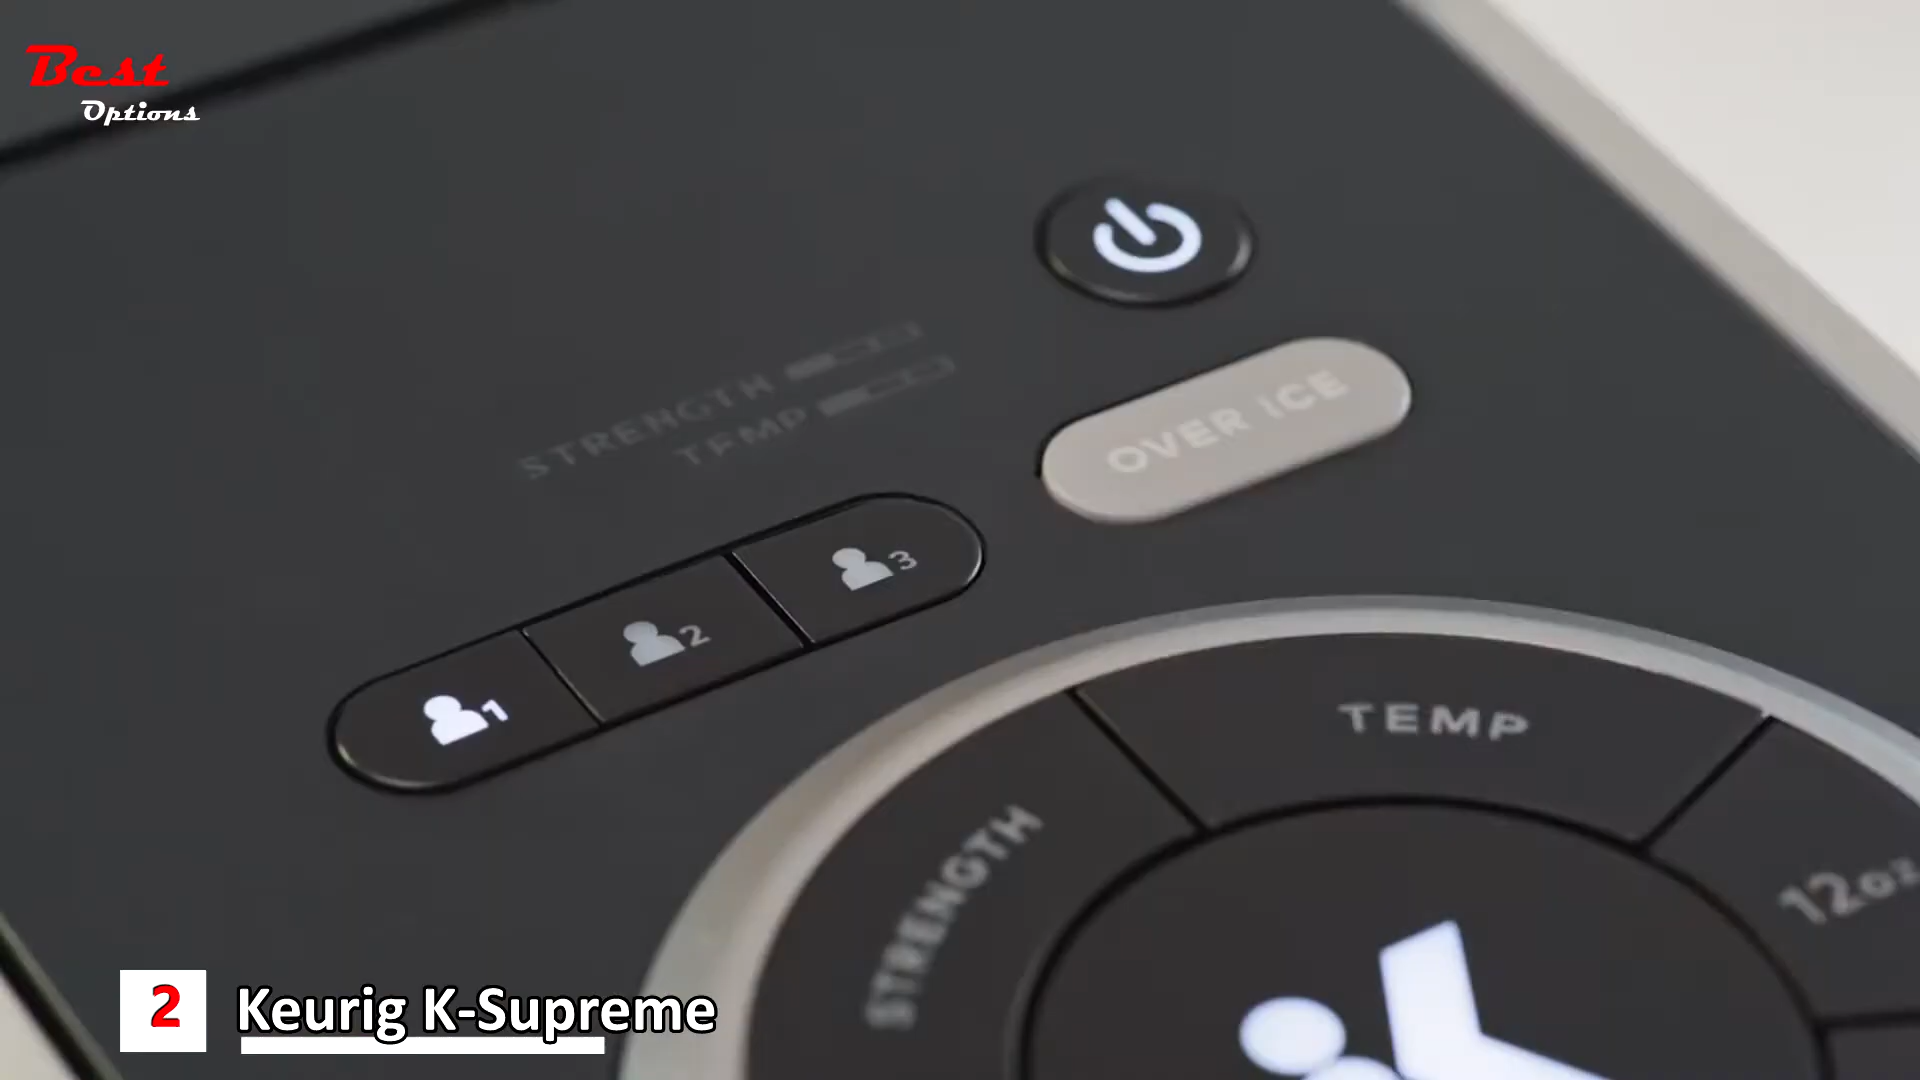 Best
Options
OVER ICE
STRENGTH
TEMP
3
2
1
TEMP
STRENGTH
12oz
2
Keurig K-Supreme